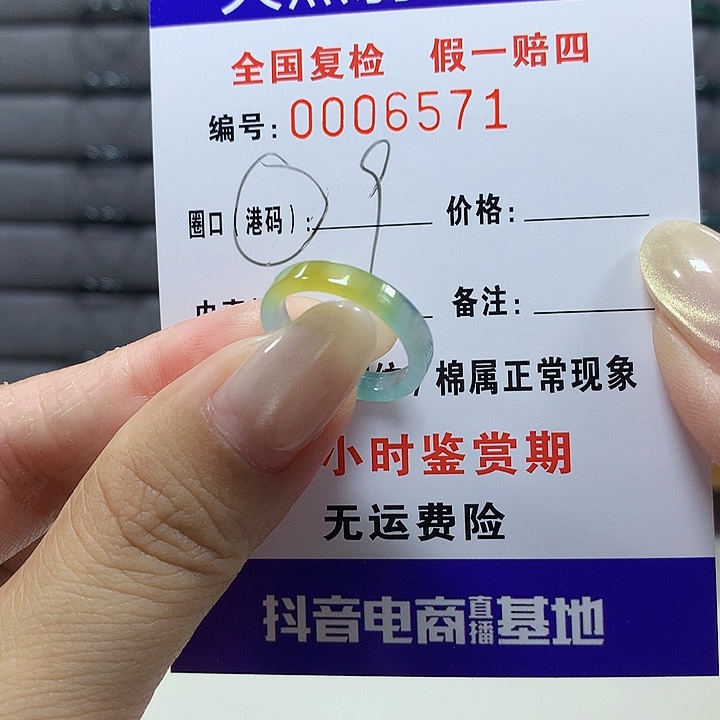 全国复检 假一赔四
编号: 0006571
圈口（港码）: 9 价格:
备注:
棉属正常现象
小时鉴赏期
无运费险
抖音电商直播基地